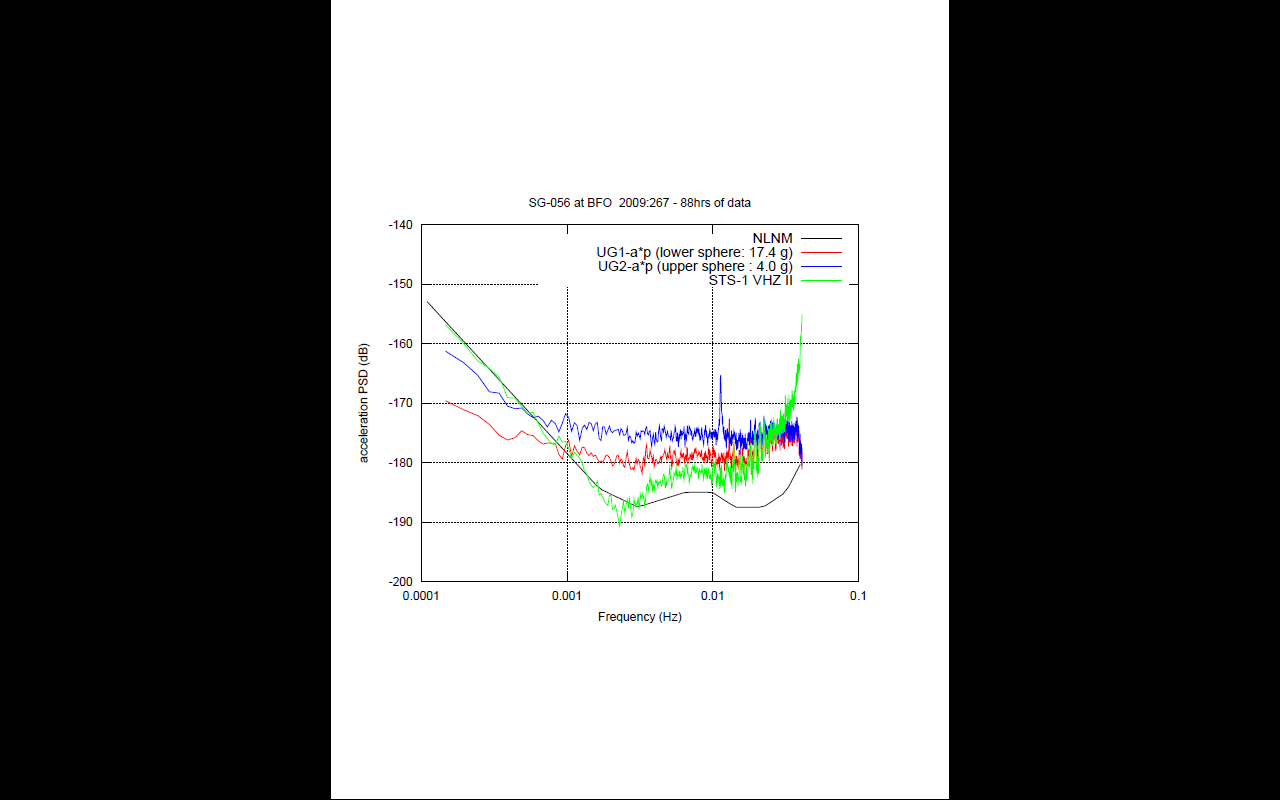 SG-056 at BFO  2009:267 - 88hrs of data
-140
NLNM
UG1-a*p (lower sphere: 17.4 g)
UG2-a*p (upper sphere : 4.0 g)
STS-1 VHZ II
-150
-160
-170
-180
-190
-200
acceleration PSD (dB)
0.0001 0.001 0.01 0.1
Frequency (Hz)